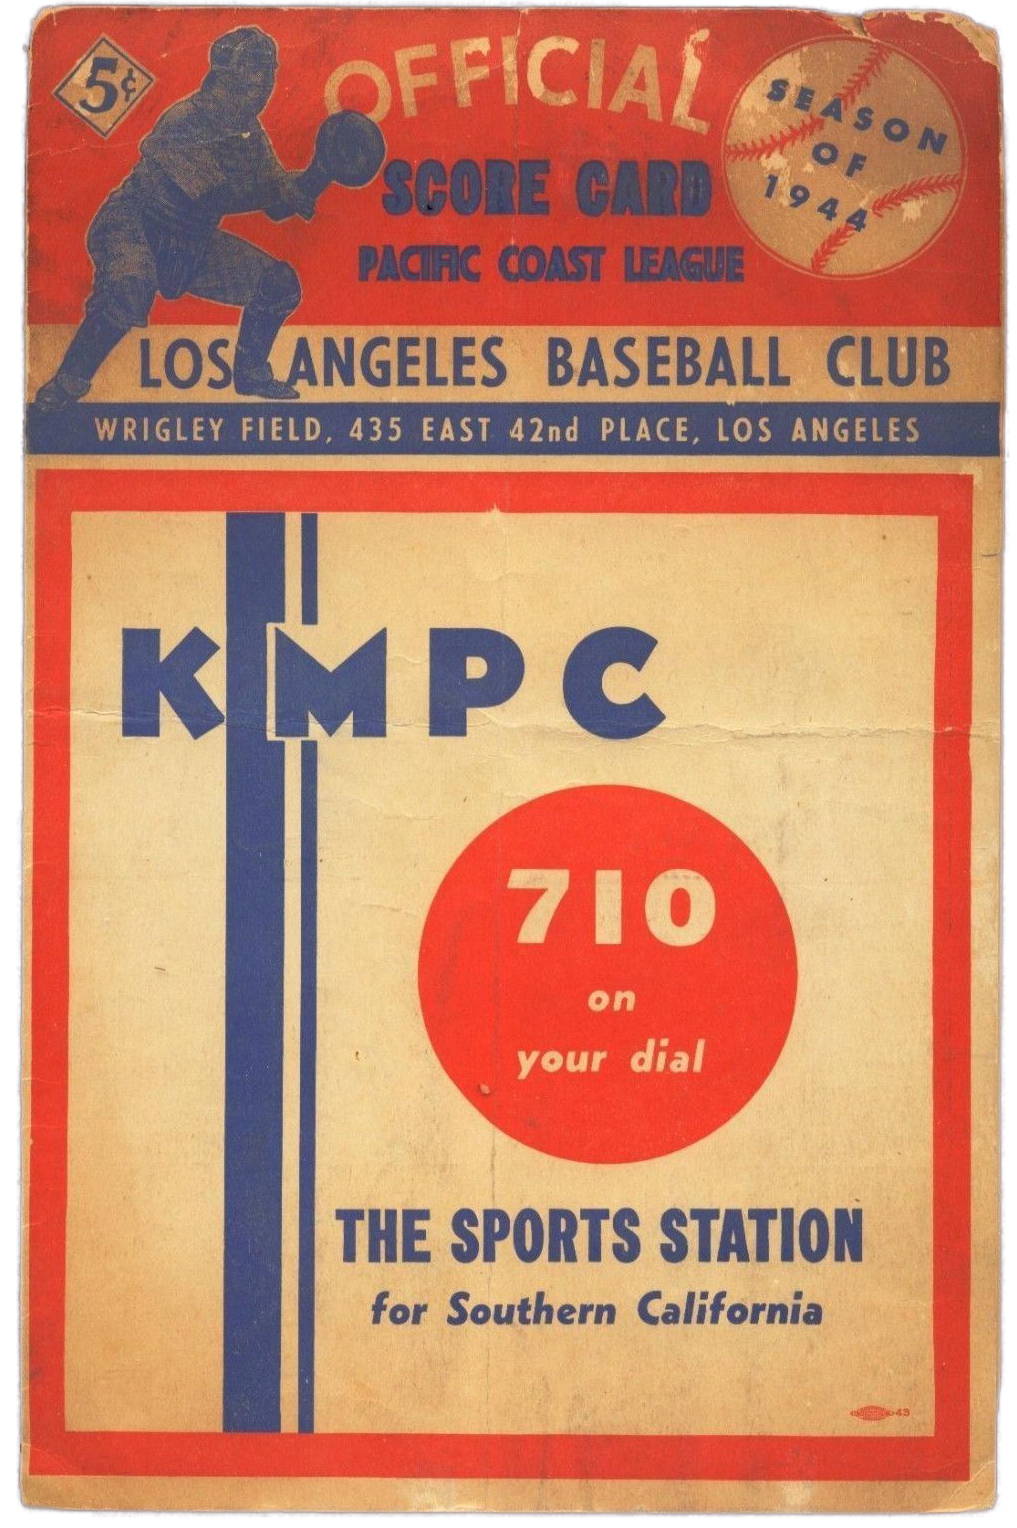 5¢
OFFICIAL
SCORE CARD
PACIFIC COAST LEAGUE
SEASON
OF
1944
LOS ANGELES BASEBALL CLUB
WRIGLEY FIELD, 435 EAST 42nd PLACE, LOS ANGELES
KMPC
710
on
your dial
THE SPORTS STATION
for Southern California
43